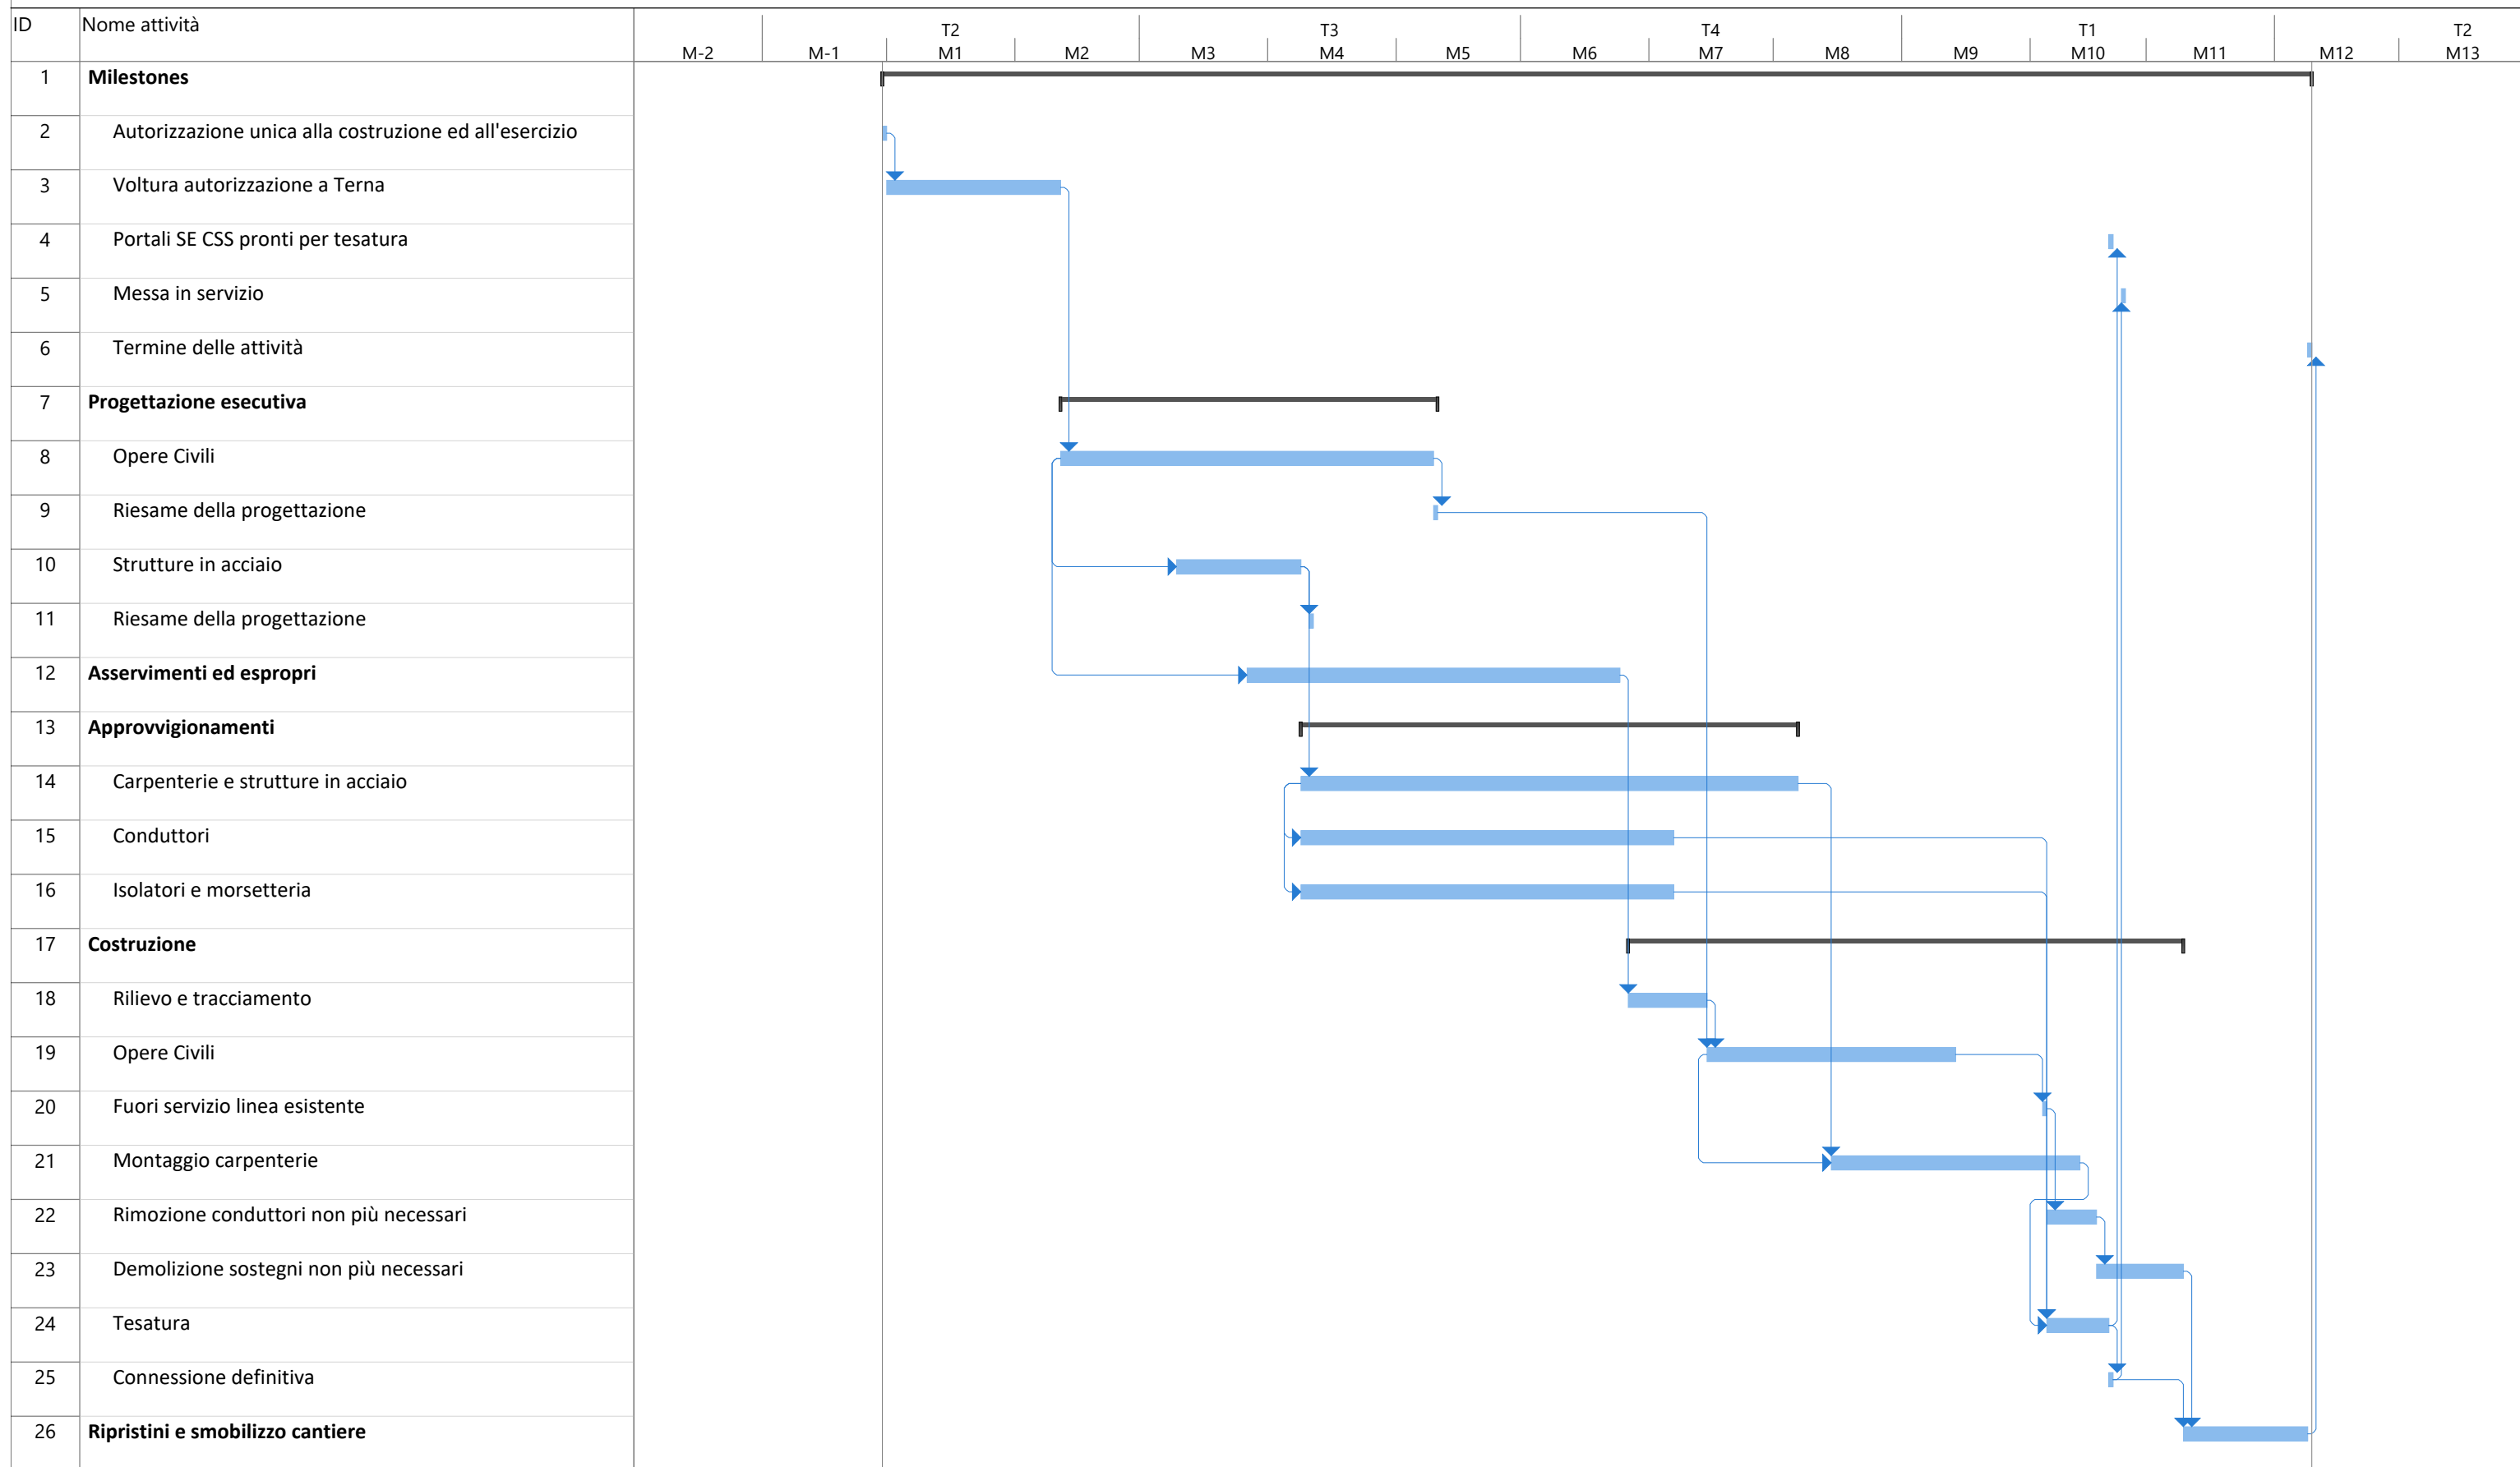 ID Nome attività T2 T3 T4 T1 T2
M-2 M-1 M1 M2 M3 M4 M5 M6 M7 M8 M9 M10 M11 M12 M13
1 Milestones
2 Autorizzazione unica alla costruzione ed all'esercizio
3 Voltura autorizzazione a Terna
4 Portali SE CSS pronti per tesatura
5 Messa in servizio
6 Termine delle attività
7 Progettazione esecutiva
8 Opere Civili
9 Riesame della progettazione
10 Strutture in acciaio
11 Riesame della progettazione
12 Asservimenti ed espropri
13 Approvvigionamenti
14 Carpenterie e strutture in acciaio
15 Conduttori
16 Isolatori e morsetteria
17 Costruzione
18 Rilievo e tracciamento
19 Opere Civili
20 Fuori servizio linea esistente
21 Montaggio carpenterie
22 Rimozione conduttori non più necessari
23 Demolizione sostegni non più necessari
24 Tesatura
25 Connessione definitiva
26 Ripristini e smobilizzo cantiere